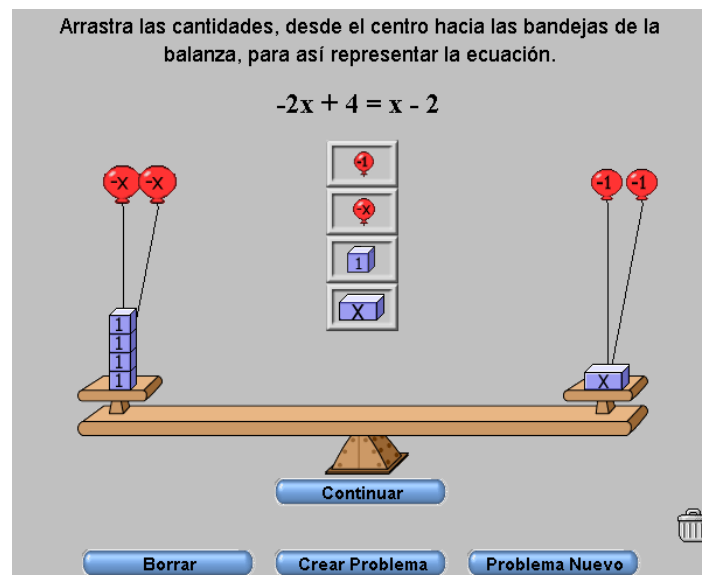 Arrastra las cantidades, desde el centro hacia las bandejas de la
balanza, para así representar la ecuación.
-2x + 4 = x - 2
-1
-x -x -1 -1
-x
1
X
1
1
1
1 X
Continuar
Borrar Crear Problema Problema Nuevo